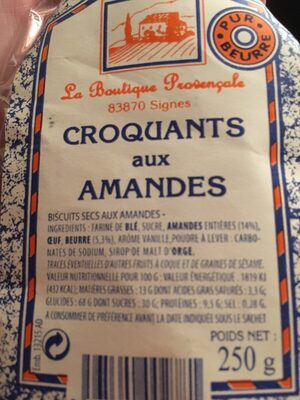 PUR BEURRE
La Boutique Provençale
83870 Signes
CROQUANTS
aux
AMANDES
BISCUITS SECS AUX AMANDES -
INGREDIENTS : FARINE DE BLÉ, SUCRE, AMANDES ENTIÈRES (14%),
ŒUF, BEURRE (5,3%), ARÔME VANILLE, POUDRE À LEVER : CARBO-
NATES DE SODIUM, SIROP DE MALT D'ORGE.
TRACES ÉVENTUELLES D'AUTRES FRUITS À COQUE ET DE GRAINES DE SÉSAME.
VALEUR NUTRITIONNELLE POUR 100 G : VALEUR ÉNERGÉTIQUE : 1819 KJ
(432 KCAL) ; MATIÈRES GRASSES : 13 G DONT ACIDES GRAS SATURÉS : 3,3 G ;
GLUCIDES : 68 G DONT SUCRES : 30 G ; PROTÉINES : 9,5 G ; SEL : 0,28 G.
A CONSOMMER DE PRÉFÉRENCE AVANT LA DATE INDIQUÉE SOUS LE SACHET
POIDS NET :
250 g
Emb. 13215 AD